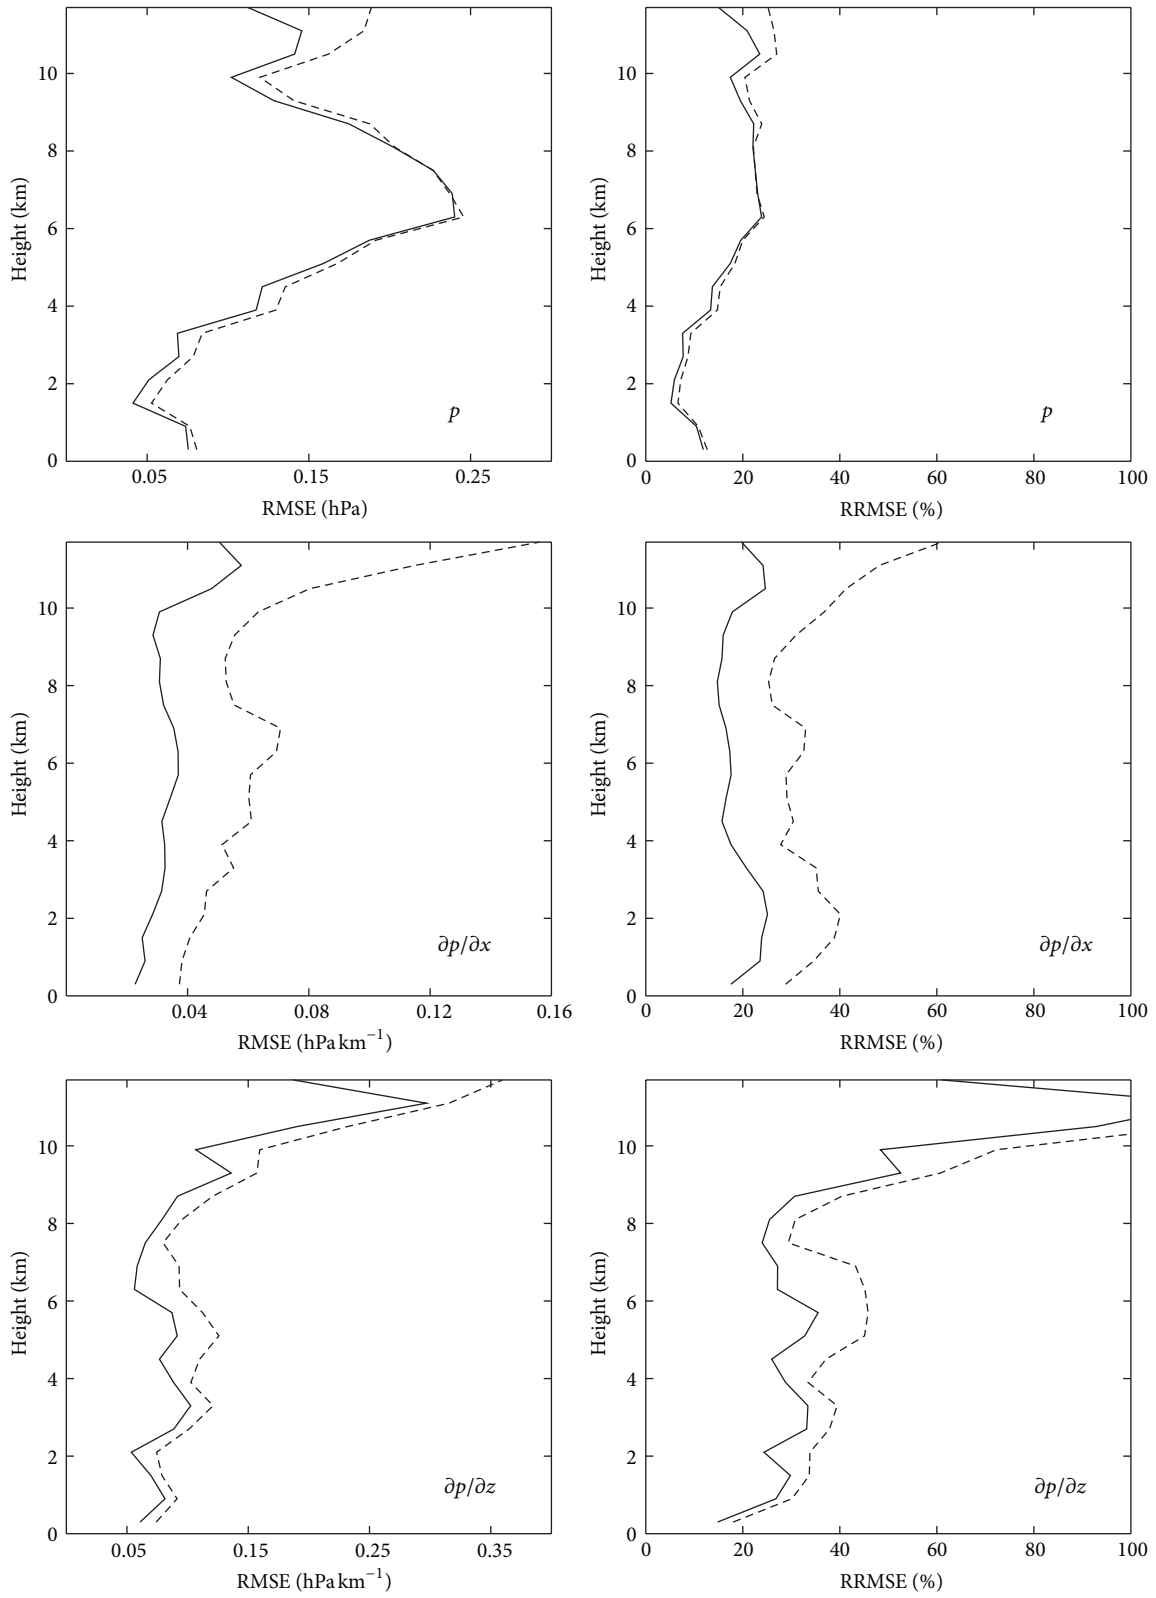 10
8
6
4
2
0
Height (km)
p
0.05 0.15 0.25
RMSE (hPa)
10
8
6
4
2
0
Height (km)
p
0 20 40 60 80 100
RRMSE (%)
10
8
6
4
2
0
Height (km)
∂p/∂x
0.04 0.08 0.12 0.16
RMSE (hPa km⁻¹)
10
8
6
4
2
0
Height (km)
∂p/∂x
0 20 40 60 80 100
RRMSE (%)
10
8
6
4
2
0
Height (km)
∂p/∂z
0.05 0.15 0.25 0.35
RMSE (hPa km⁻¹)
10
8
6
4
2
0
Height (km)
∂p/∂z
0 20 40 60 80 100
RRMSE (%)